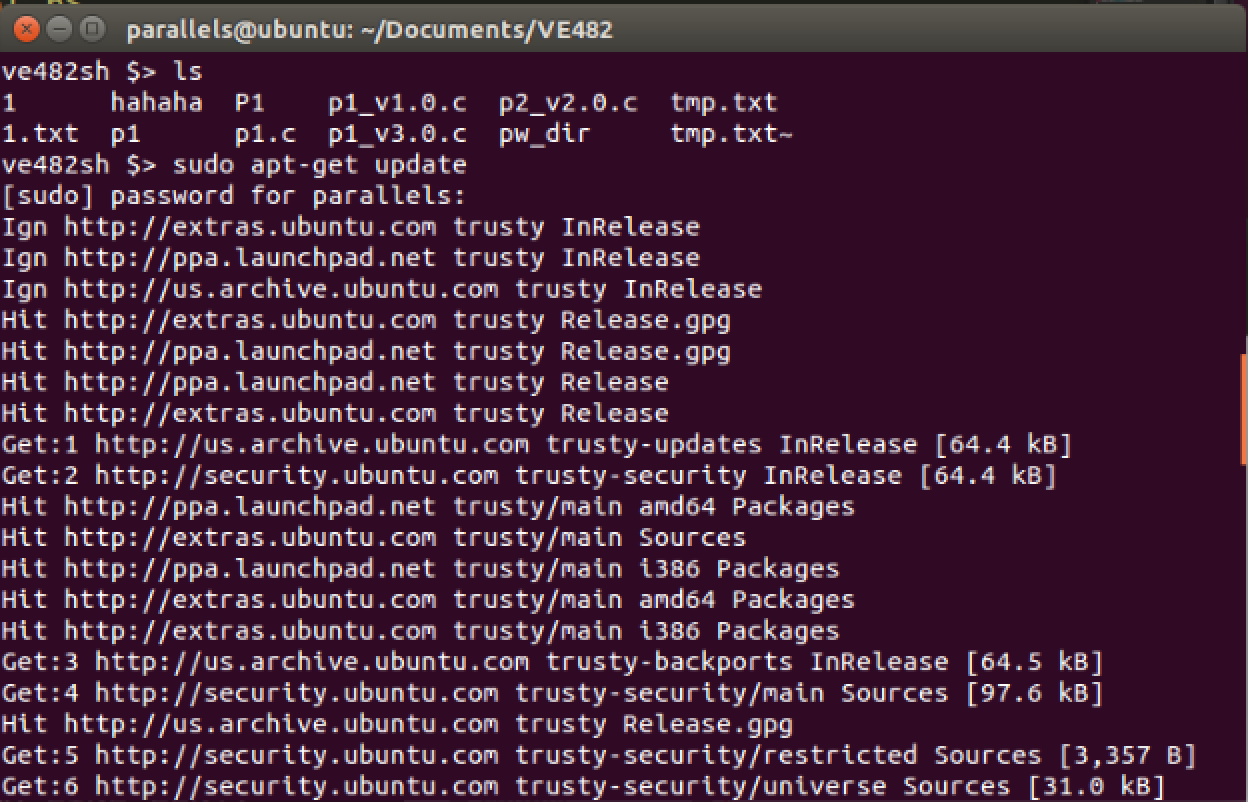 parallels@ubuntu: ~/Documents/VE482
ve482sh $> ls
1      hahaha  P1    p1_v1.0.c  p2_v2.0.c  tmp.txt
1.txt  p1      p1.c  p1_v3.0.c  pw_dir     tmp.txt~
ve482sh $> sudo apt-get update
[sudo] password for parallels:
Ign http://extras.ubuntu.com trusty InRelease
Ign http://ppa.launchpad.net trusty InRelease
Ign http://us.archive.ubuntu.com trusty InRelease
Hit http://extras.ubuntu.com trusty Release.gpg
Hit http://ppa.launchpad.net trusty Release.gpg
Hit http://ppa.launchpad.net trusty Release
Hit http://extras.ubuntu.com trusty Release
Get:1 http://us.archive.ubuntu.com trusty-updates InRelease [64.4 kB]
Get:2 http://security.ubuntu.com trusty-security InRelease [64.4 kB]
Hit http://ppa.launchpad.net trusty/main amd64 Packages
Hit http://extras.ubuntu.com trusty/main Sources
Hit http://ppa.launchpad.net trusty/main i386 Packages
Hit http://extras.ubuntu.com trusty/main amd64 Packages
Hit http://extras.ubuntu.com trusty/main i386 Packages
Get:3 http://us.archive.ubuntu.com trusty-backports InRelease [64.5 kB]
Get:4 http://security.ubuntu.com trusty-security/main Sources [97.6 kB]
Hit http://us.archive.ubuntu.com trusty Release.gpg
Get:5 http://security.ubuntu.com trusty-security/restricted Sources [3,357 B]
Get:6 http://security.ubuntu.com trusty-security/universe Sources [31.0 kB]